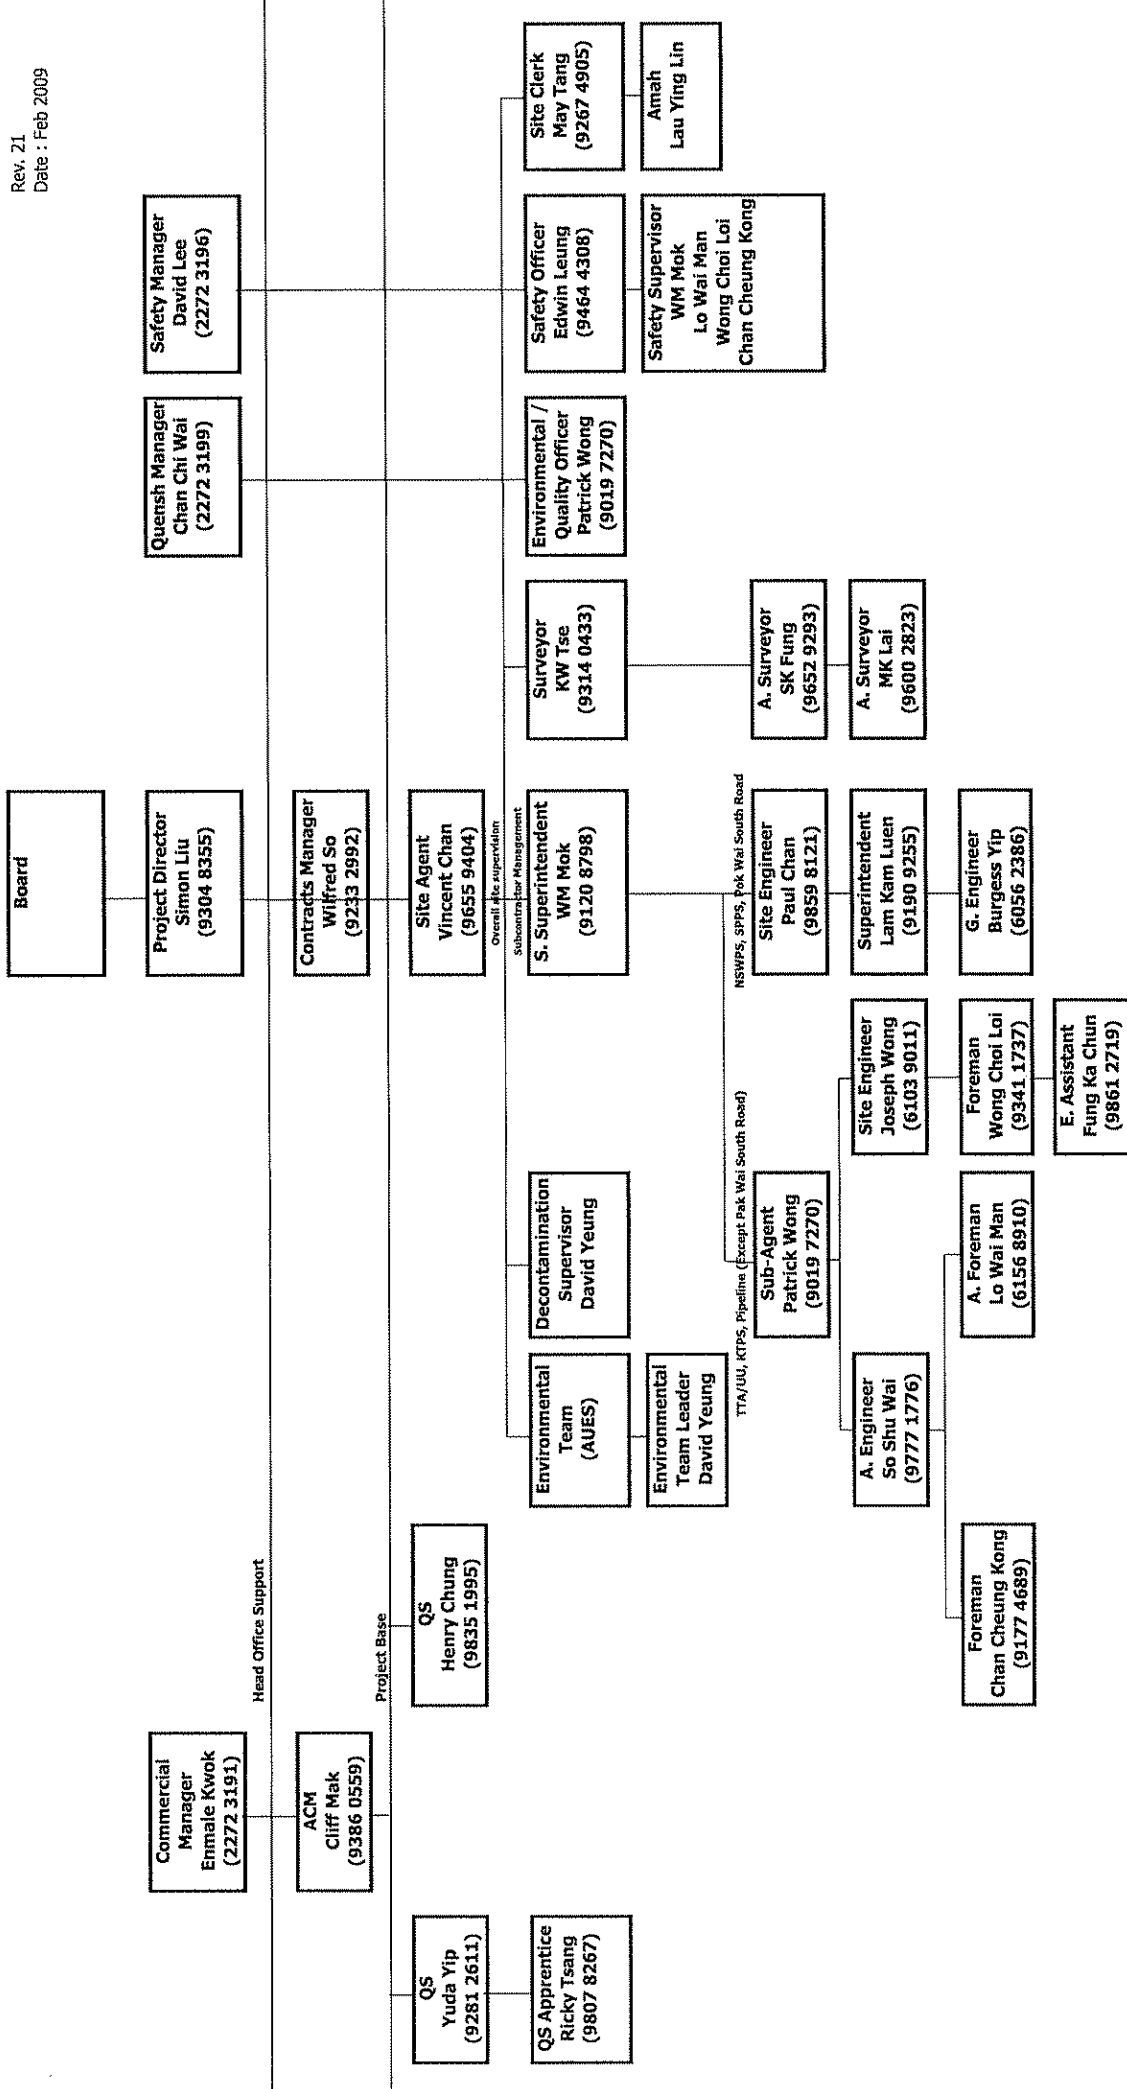 Rev. 21
Date : Feb 2009
Board
Commercial
Manager
Enmale Kwok
(2272 3191)
Project Director
Simon Liu
(9304 8355)
Quensh Manager
Chan Chi Wai
(2272 3199)
Safety Manager
David Lee
(2272 3196)
Head Office Support
ACM
Cliff Mak
(9386 0559)
Contracts Manager
Wilfred So
(9233 2992)
Project Base
QS
Yuda Yip
(9281 2611)
QS
Henry Chung
(9835 1995)
Site Agent
Vincent Chan
(9655 9404)
Overall site supervision
Subcontractor Management
QS Apprentice
Ricky Tsang
(9807 8267)
Environmental
Team
(AUES)
Decontamination
Supervisor
David Yeung
S. Superintendent
WM Mok
(9120 8798)
Surveyor
KW Tse
(9314 0433)
Environmental /
Quality Officer
Patrick Wong
(9019 7270)
Safety Officer
Edwin Leung
(9464 4308)
Site Clerk
May Tang
(9267 4905)
Environmental
Team Leader
David Yeung
Safety Supervisor
WM Mok
Lo Wai Man
Wong Choi Loi
Chan Cheung Kong
Amah
Lau Ying Lin
TTA/UU, KTPS, Pipeline (Except Pak Wai South Road)
NSWPS, SPPS, Pok Wai South Road
Sub-Agent
Patrick Wong
(9019 7270)
Site Engineer
Paul Chan
(9859 8121)
A. Surveyor
SK Fung
(9652 9293)
A. Engineer
So Shu Wai
(9777 1776)
Site Engineer
Joseph Wong
(6103 9011)
Superintendent
Lam Kam Luen
(9190 9255)
A. Surveyor
MK Lai
(9600 2823)
Foreman
Chan Cheung Kong
(9177 4689)
A. Foreman
Lo Wai Man
(6156 8910)
Foreman
Wong Choi Loi
(9341 1737)
G. Engineer
Burgess Yip
(6056 2386)
E. Assistant
Fung Ka Chun
(9861 2719)